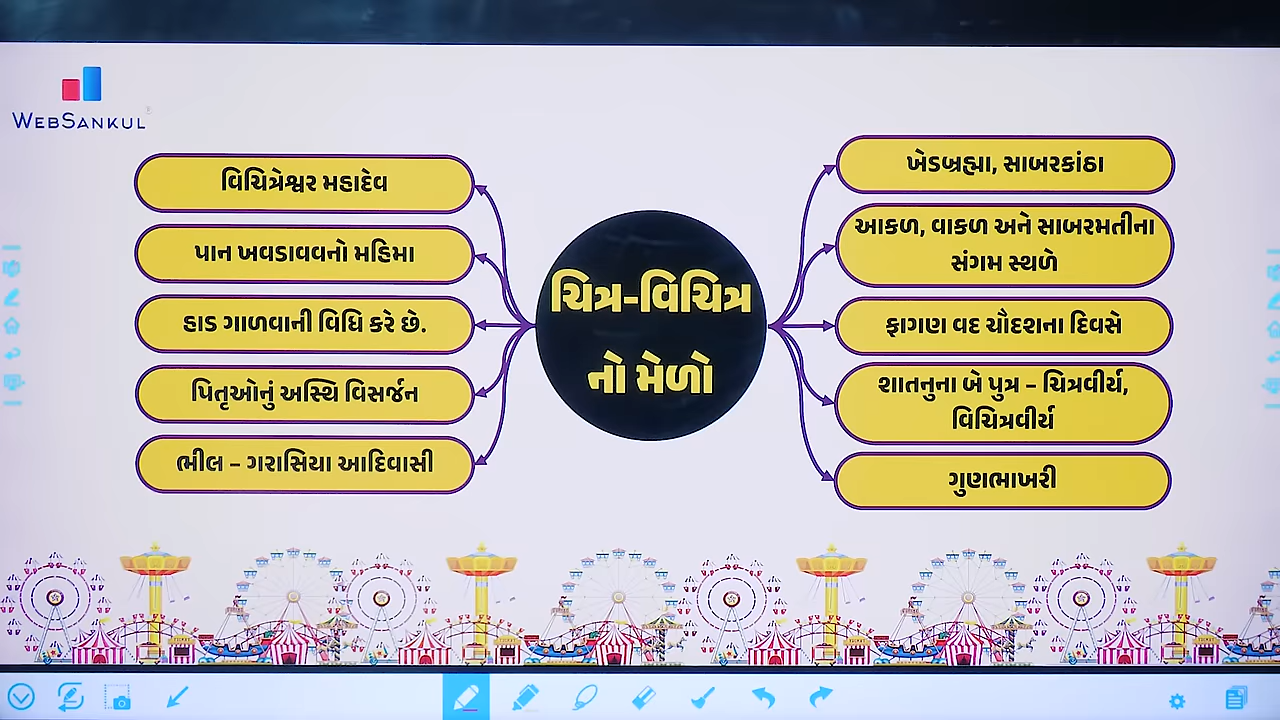 WEBSANKUL
વિચિત્રેશ્વર મહાદેવ
પાન ખવડાવવનો મહિમા
હાડ ગાળવાની વિધિ કરે છે.
પિતૃઓનું અસ્થિ વિસર્જન
ભીલ – ગરાસિયા આદિવાસી
ચિત્ર-વિચિત્ર
નો મેળો
ખેડબ્રહ્મા, સાબરકાંઠા
આકળ, વાકળ અને સાબરમતીના
સંગમ સ્થળે
ફાગણ વદ ચૌદશના દિવસે
શાતનુના બે પુત્ર – ચિત્રવીર્ય,
વિચિત્રવીર્ય
ગુણભાખરી